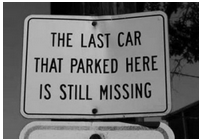 THE LAST CAR
THAT PARKED HERE
IS STILL MISSING